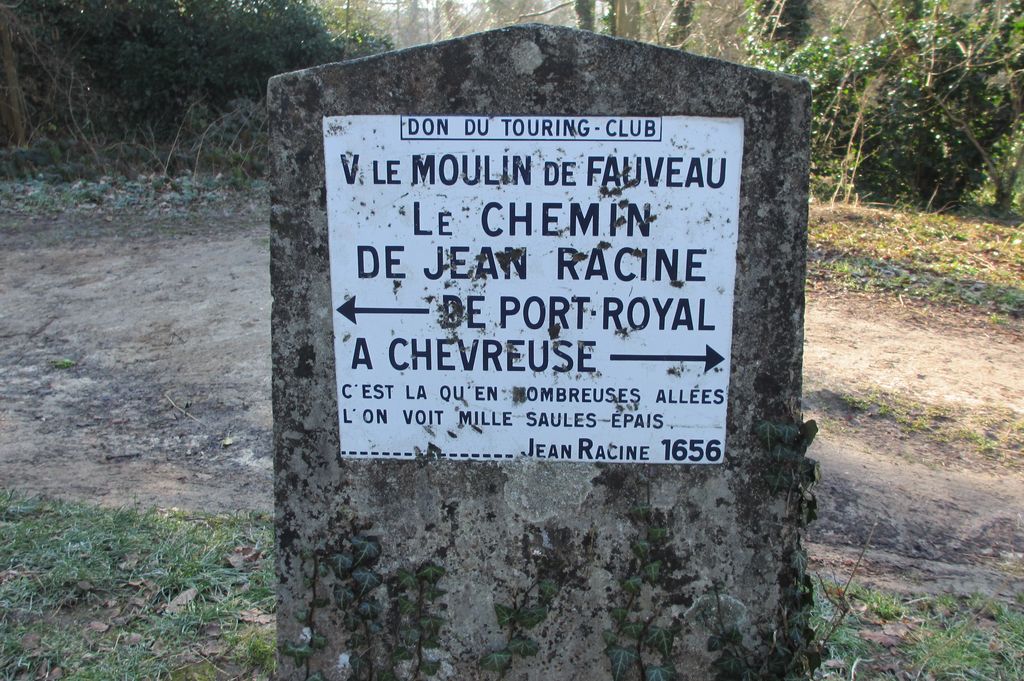 DON DU TOURING-CLUB
V LE MOULIN DE FAUVEAU
LE CHEMIN
DE JEAN RACINE
← DE PORT-ROYAL
A CHEVREUSE →
C'EST LA QU'EN NOMBREUSES ALLÉES
L'ON VOIT MILLE SAULES EPAIS
JEAN RACINE 1656